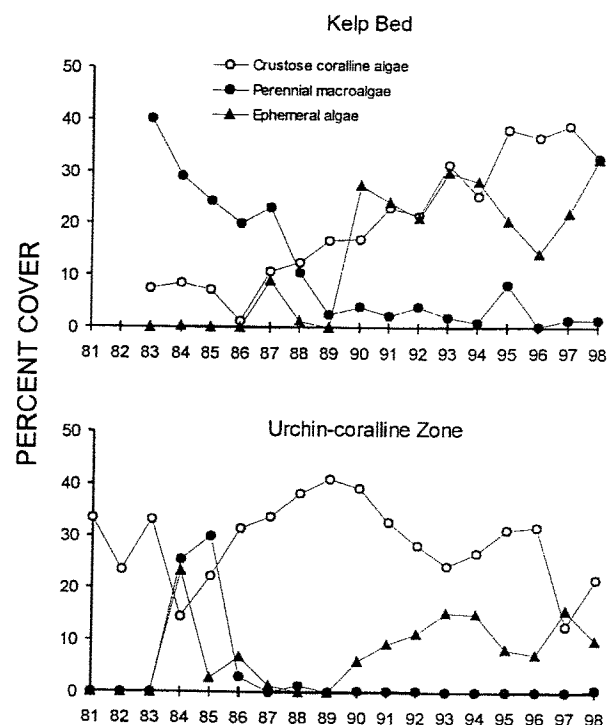 Kelp Bed
50
40
30
20
10
0
Crustose coralline algae
Perennial macroalgae
Ephemeral algae
81 82 83 84 85 86 87 88 89 90 91 92 93 94 95 96 97 98
PERCENT COVER
Urchin-coralline Zone
50
40
30
20
10
0
81 82 83 84 85 86 87 88 89 90 91 92 93 94 95 96 97 98